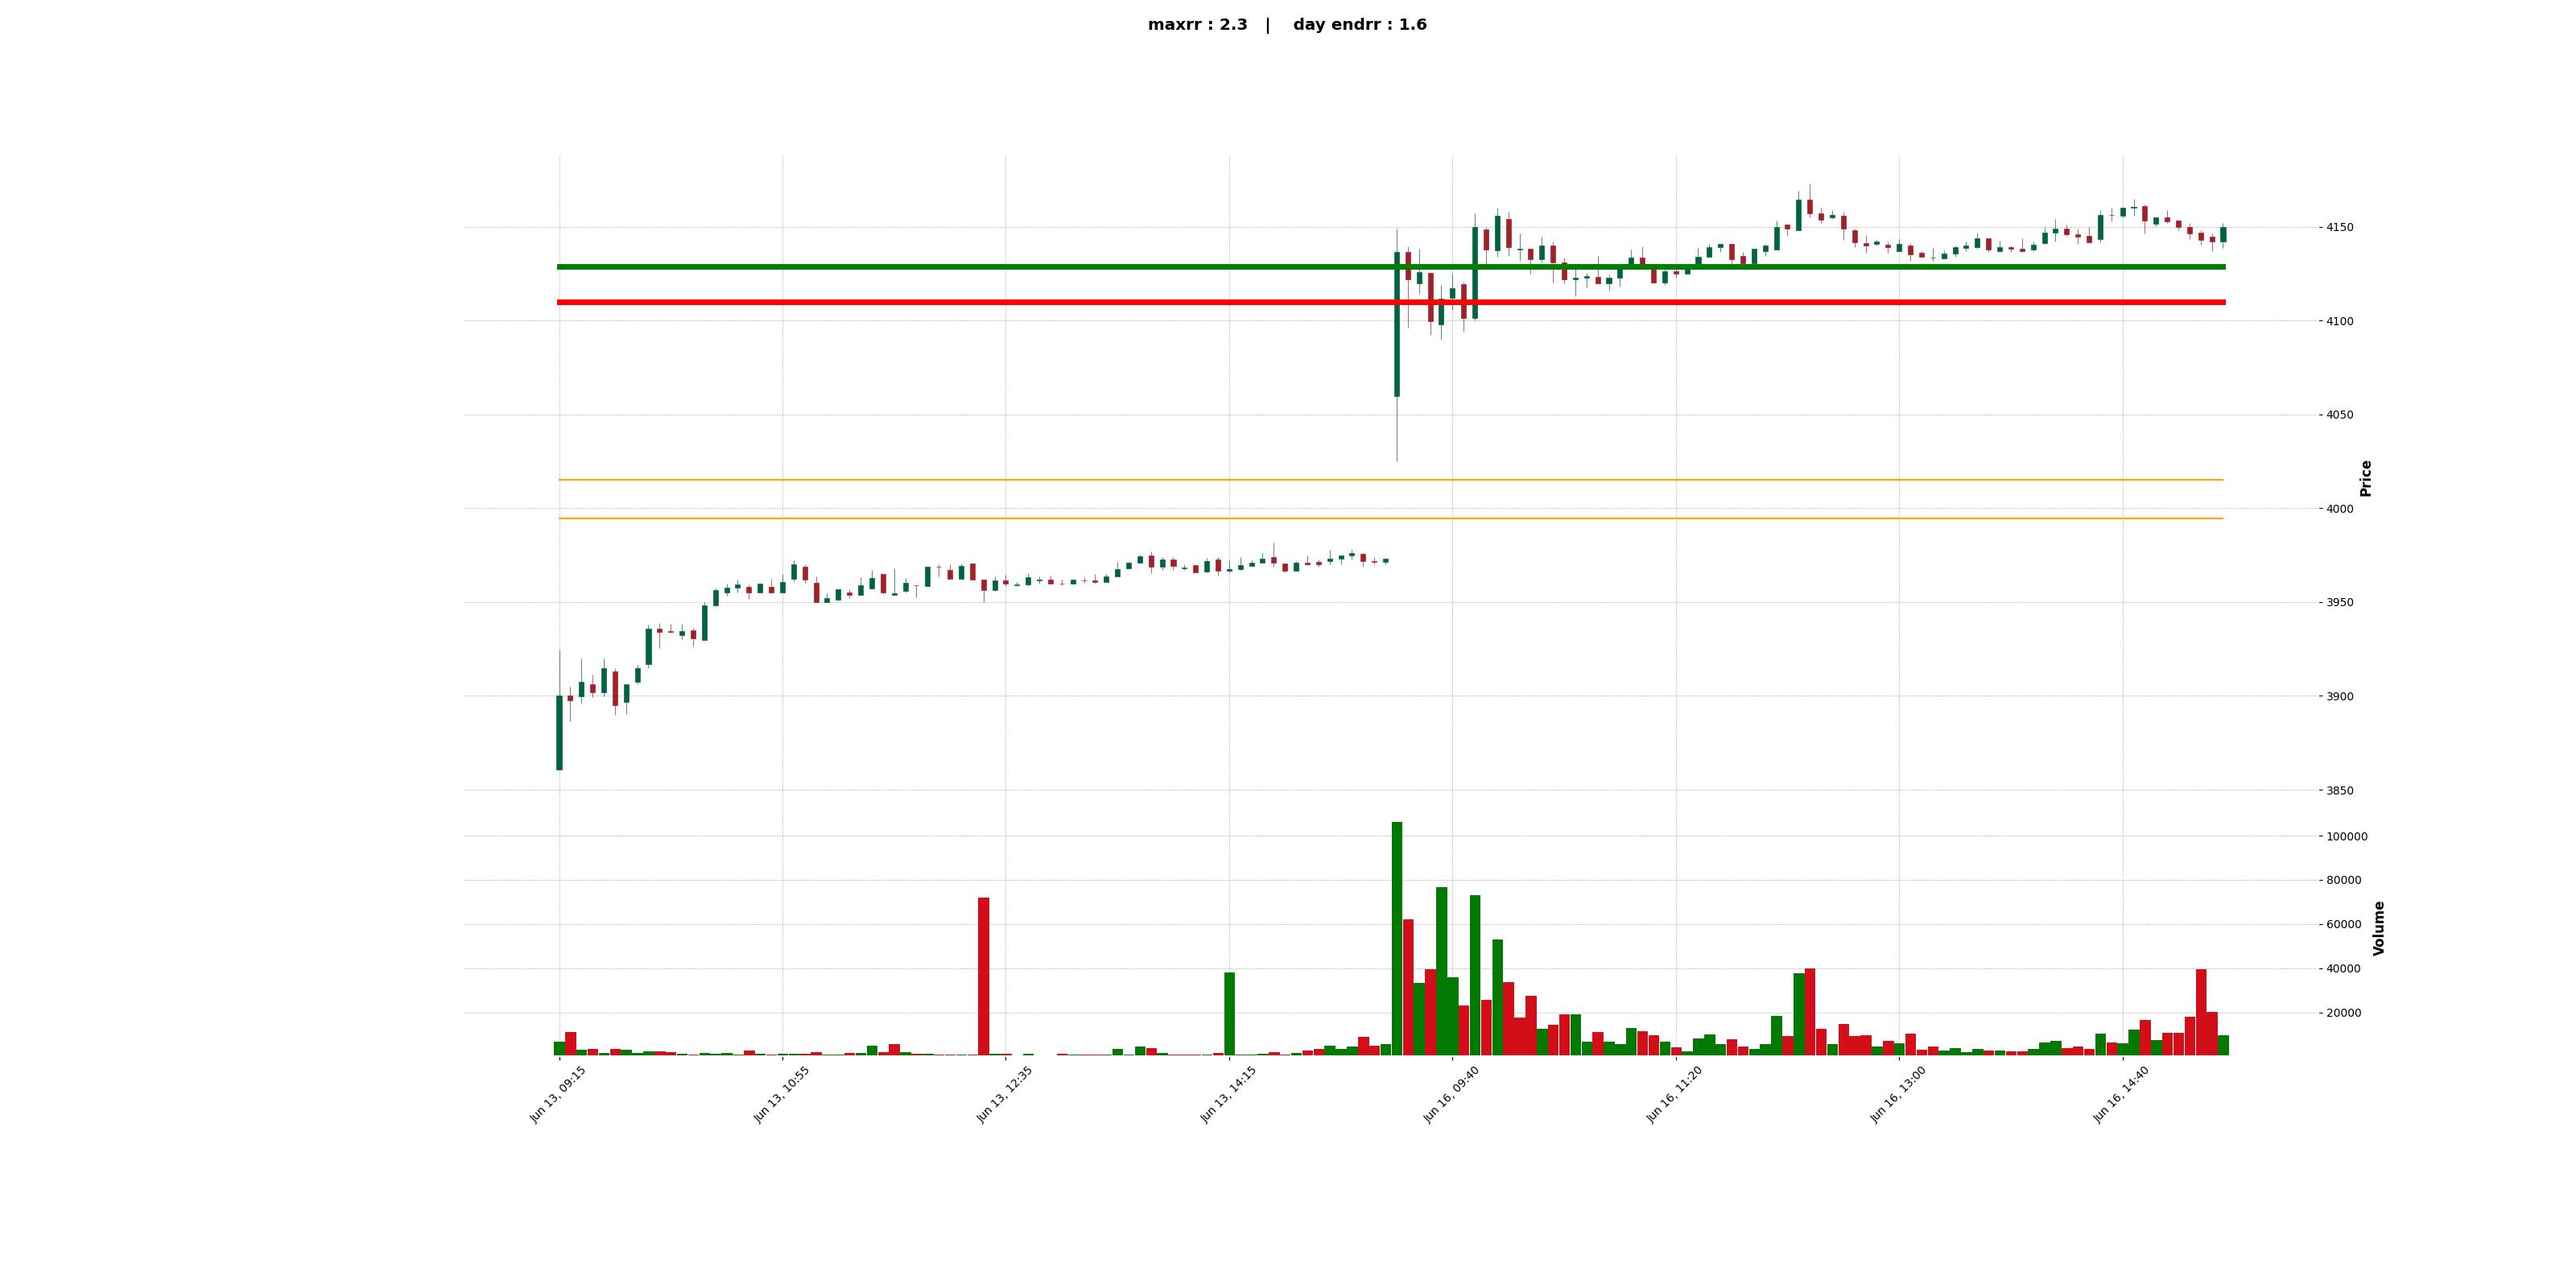 maxrr : 2.3   |    day endrr : 1.6
4150
4100
4050
4000
3950
3900
3850
Price
100000
80000
60000
40000
20000
Volume
Jun 13, 09:15
Jun 13, 10:55
Jun 13, 12:35
Jun 13, 14:15
Jun 16, 09:40
Jun 16, 11:20
Jun 16, 13:00
Jun 16, 14:40